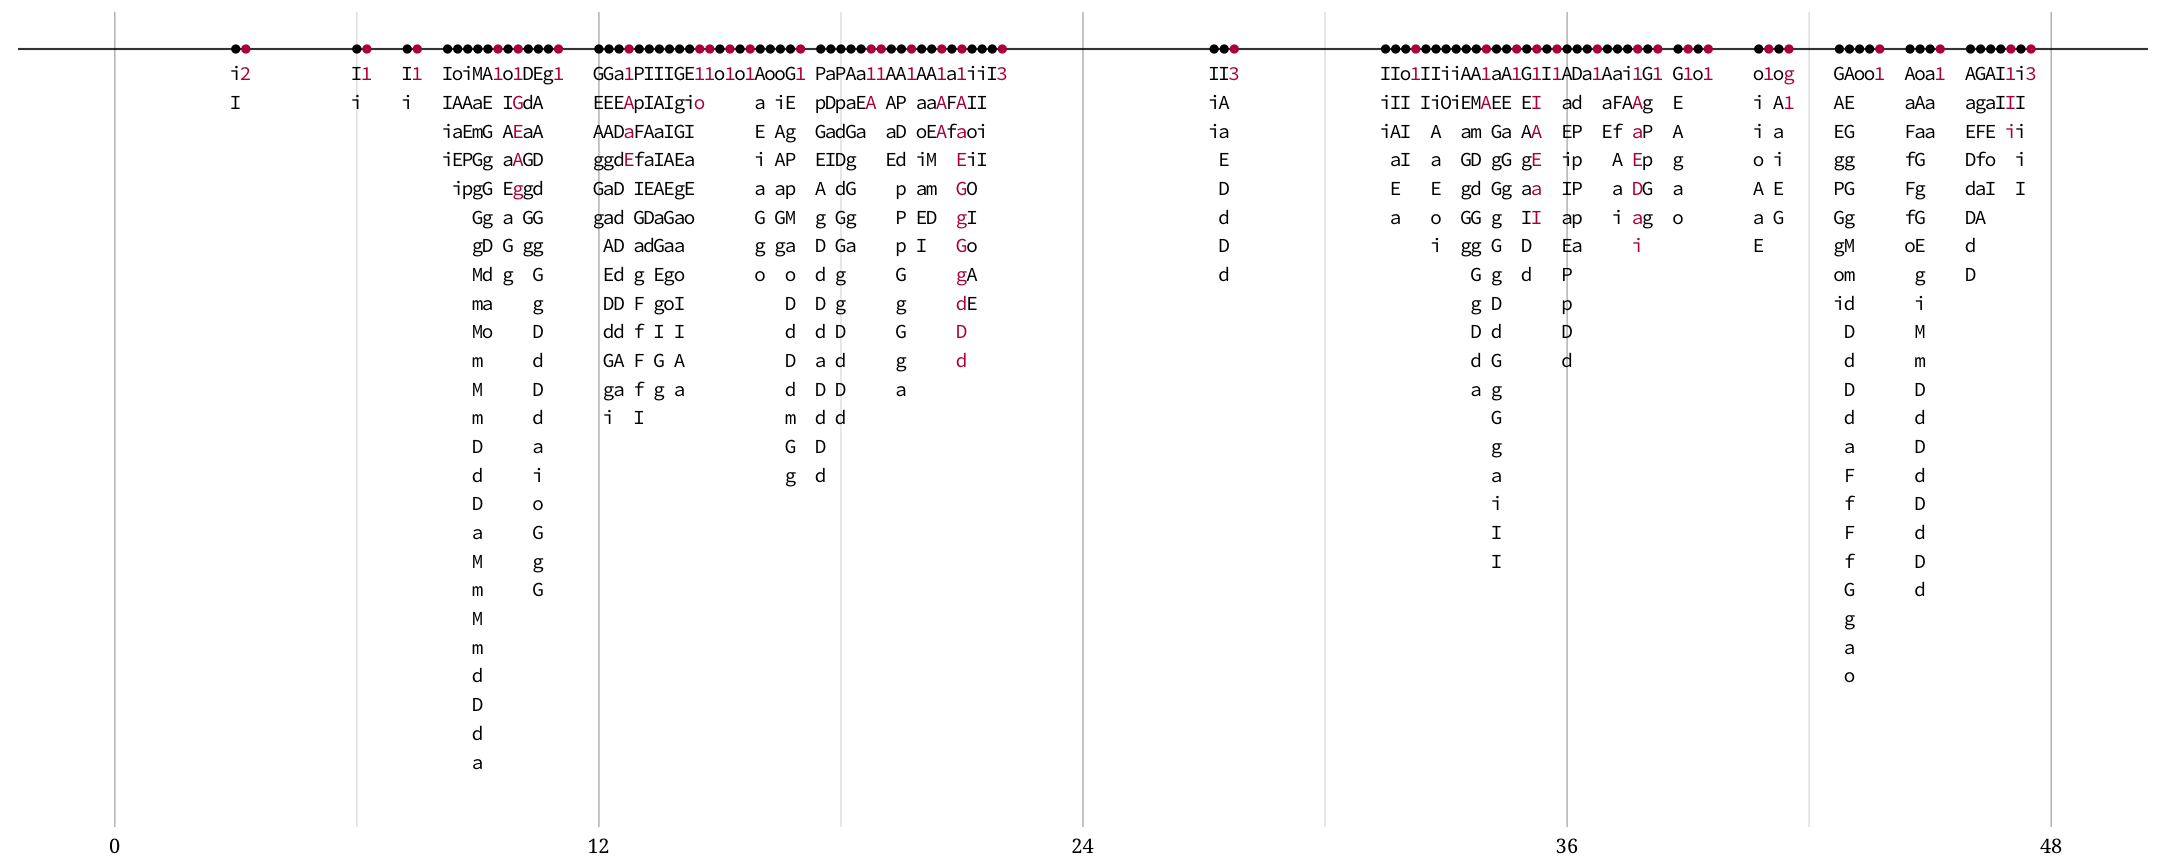 i2 I1 I1 IoiMA1o1DEg1 GGa1PIIIGE11o1o1AooG1 PaPAa11AA1AA1a1iiI3 II3 IIo1IIiiAA1aA1G1I1ADa1Aai1G1 G1o1 o1og GAoo1 Aoa1 AGAI1i3
I i i IAAaE IGdA EEEApIAIgio a iE pDpaEA AP aaAFAII iA iII IiOiEMAEE EI ad aFAAg E i A1 AE aAa agaIII
iaEmG AEaA AADaFAaIGI E Ag GadGa aD oEAfaoi ia iAI A am Ga AA EP Ef aP A i a EG Faa EFE ii
iEPGg aAGD ggdEfaIAEa i AP EIDg Ed iM EiI E aI a GD gG gE ip A Ep g o i gg fG Dfo i
ipgG Eggd GaD IEAEgE a ap A dG p am GO D E E gd Gg aa IP a DG a A E PG Fg daI I
Gg a GG gad GDaGao G GM g Gg P ED gI d a o GG g II ap i ag o a G Gg fG DA
gD G gg AD adGaa g ga D Ga p I Go D i gg G D Ea i E gM oE d
Md g G Ed g Ego o o d g G gA d G g d P om g D
ma g DD F goI D D g g dE g D p id i
Mo D dd f I I d d D G D D d D D M
m d GA F G A D a d g d d G d d m
M D ga f g a d D D a a g D D
m d i I m d d G d d
D a G D g a D
d i g d a F d
D o i f D
a G I F d
M g I f D
m G G d
M g
m a
d o
D
d
a
0 12 24 36 48